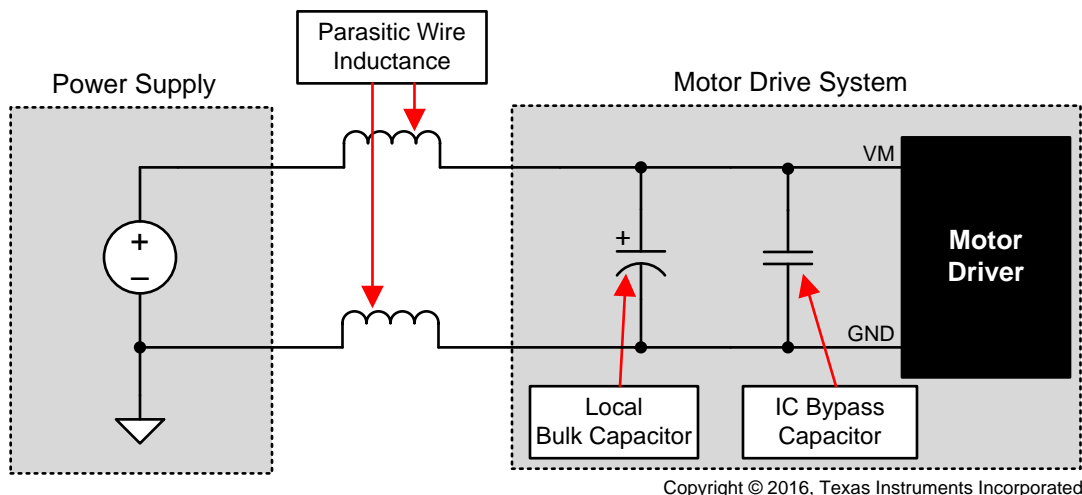 Parasitic Wire
Inductance
Power Supply
Motor Drive System
VM
+
–
+
Motor
Driver
GND
Local
Bulk Capacitor
IC Bypass
Capacitor
Copyright © 2016, Texas Instruments Incorporated